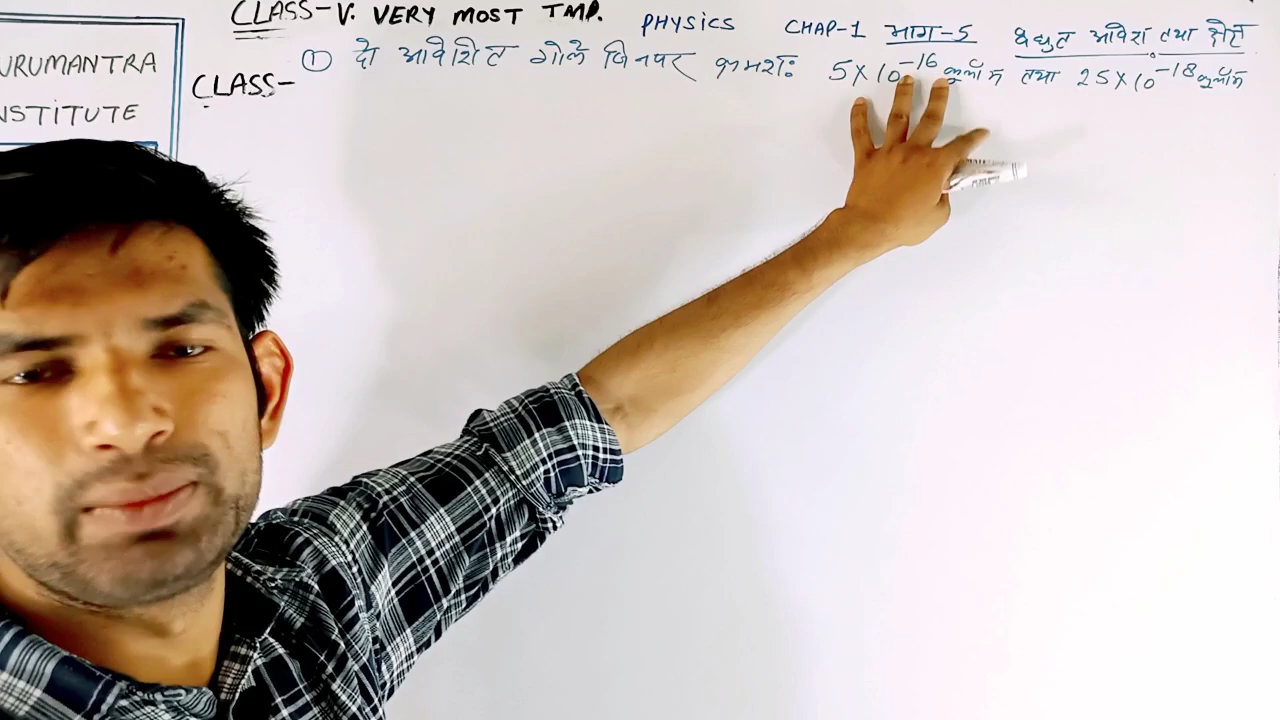 CLASS-V. VERY MOST IMP.
PHYSICS CHAP-1 भाग-5 वैद्युत आवेश तथा क्षेत्र
① दो आवेशित गोले जिनपर क्रमशः 5×10⁻¹⁶ कूलॉम तथा 25×10⁻¹⁸ कूलॉम
CLASS-
URUMANTRA
NSTITUTE